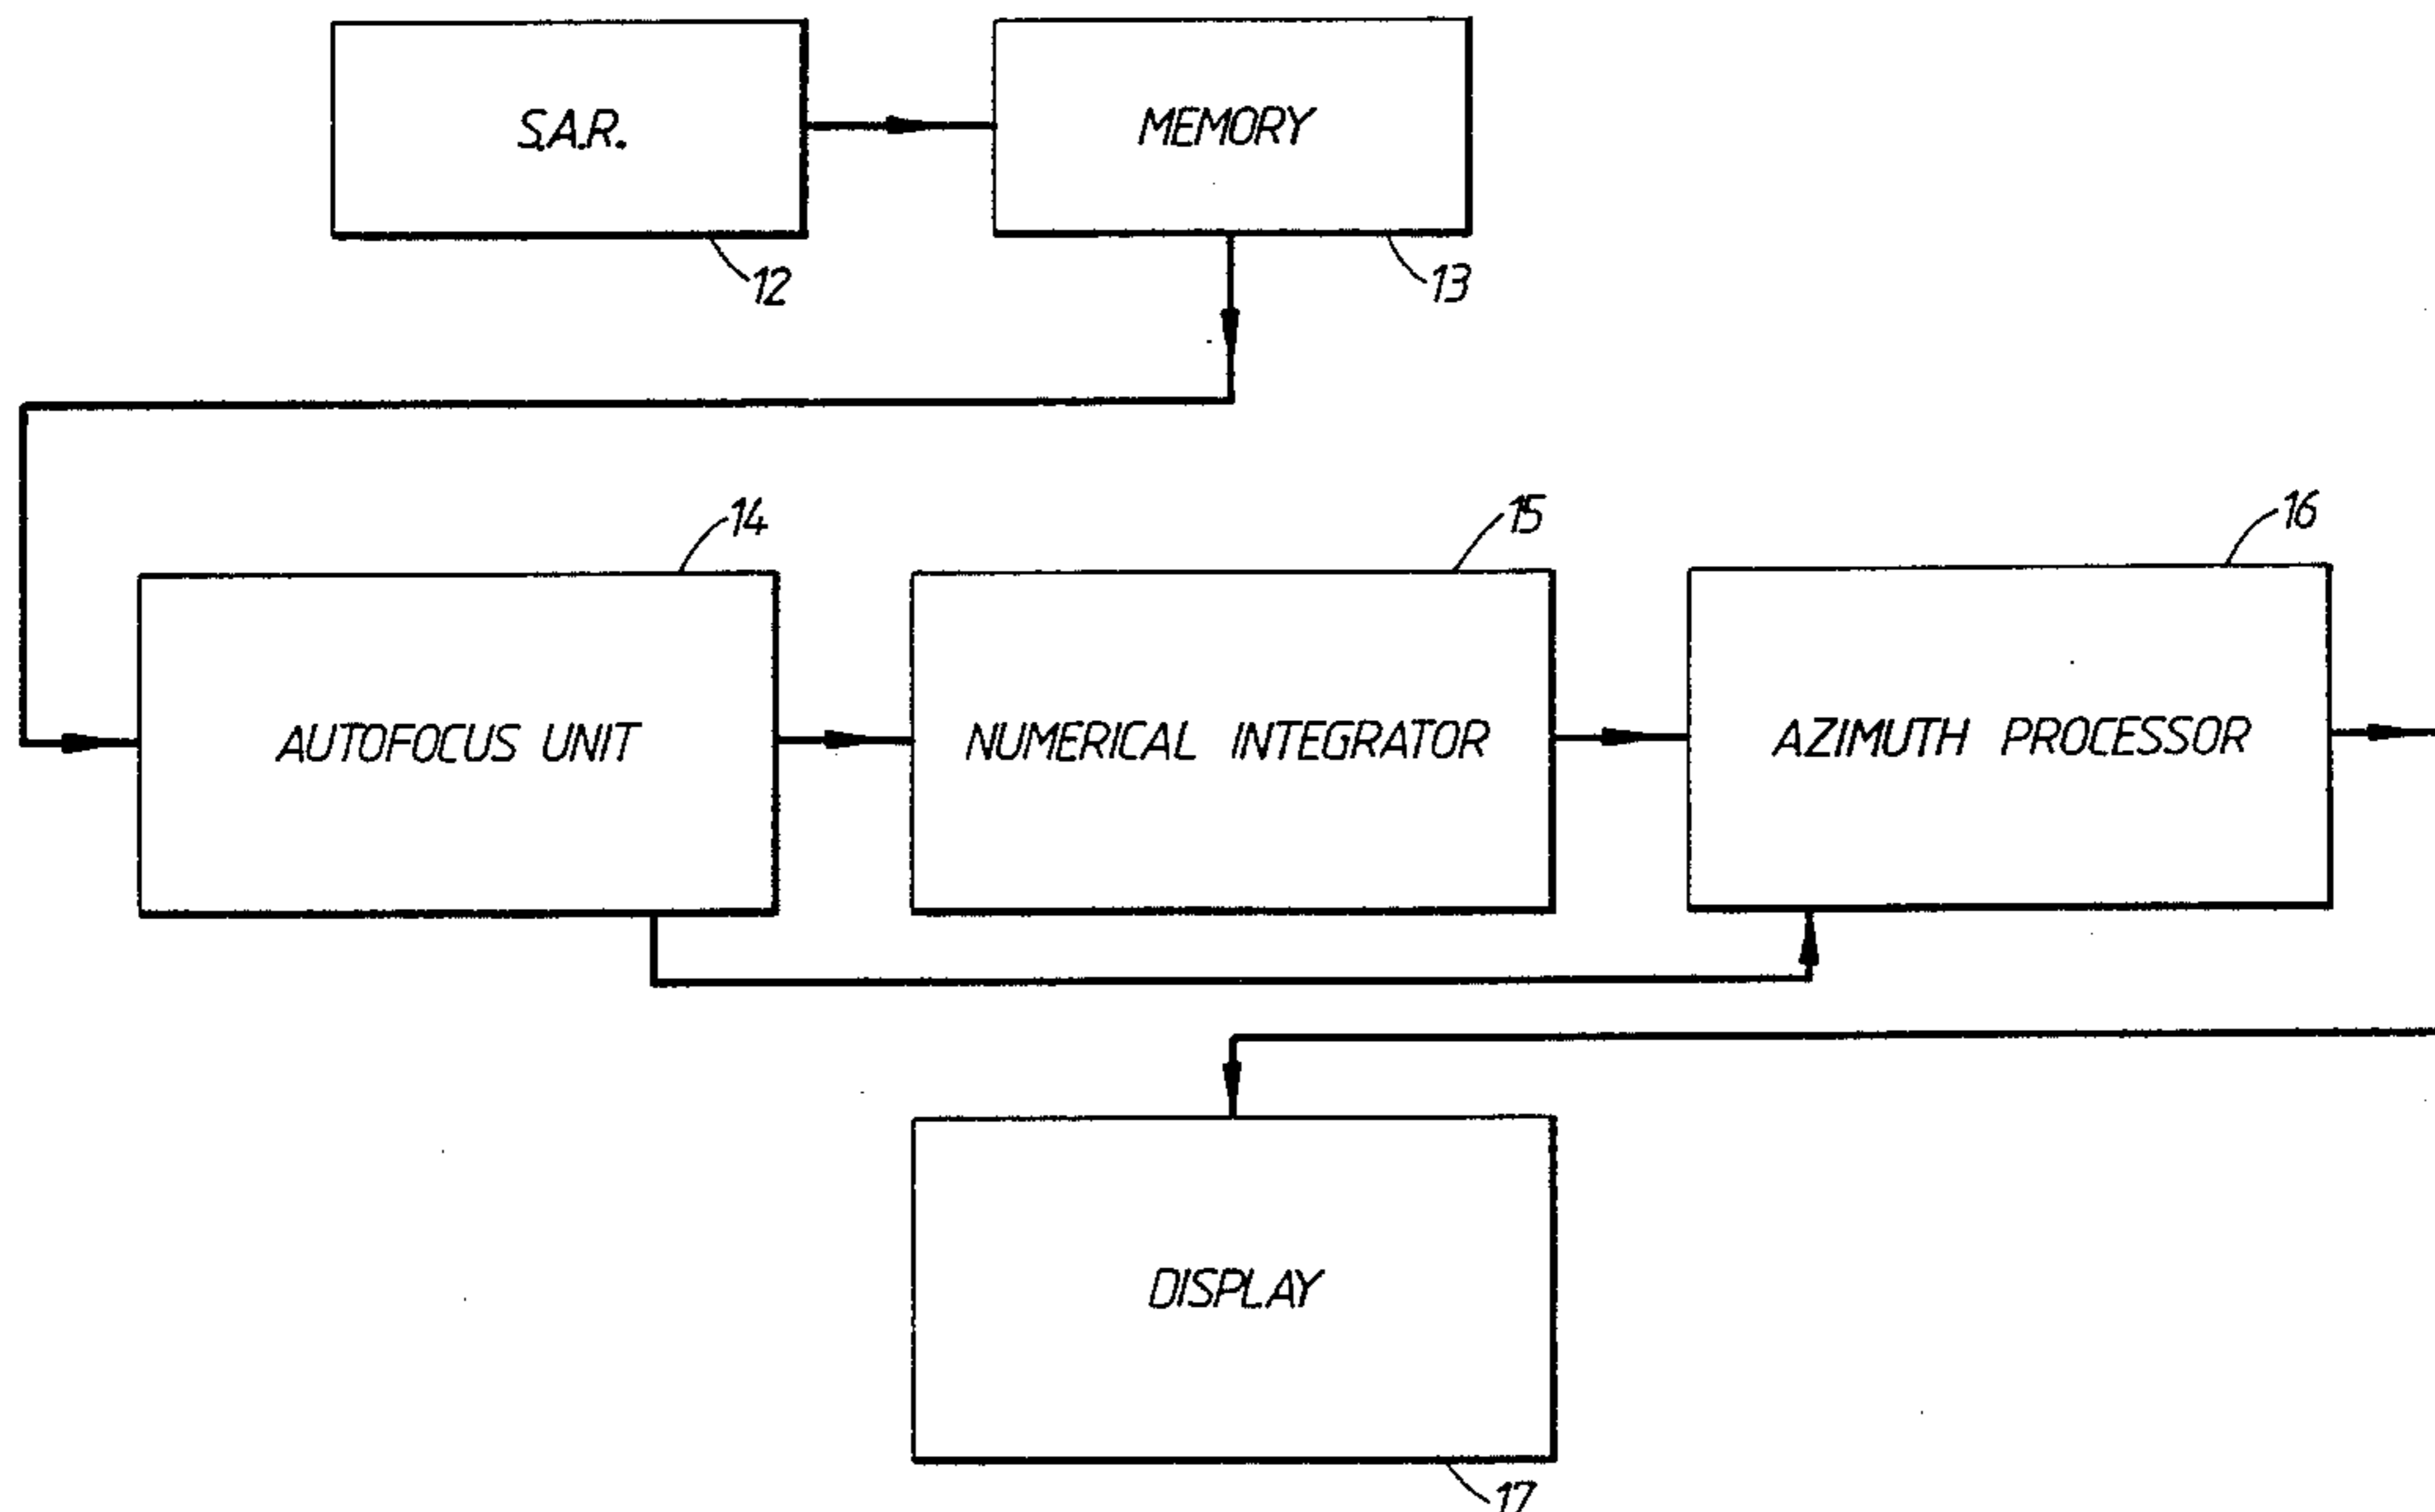 S.A.R.
MEMORY
12
13
14
15
16
AUTOFOCUS UNIT
NUMERICAL INTEGRATOR
AZIMUTH PROCESSOR
DISPLAY
17